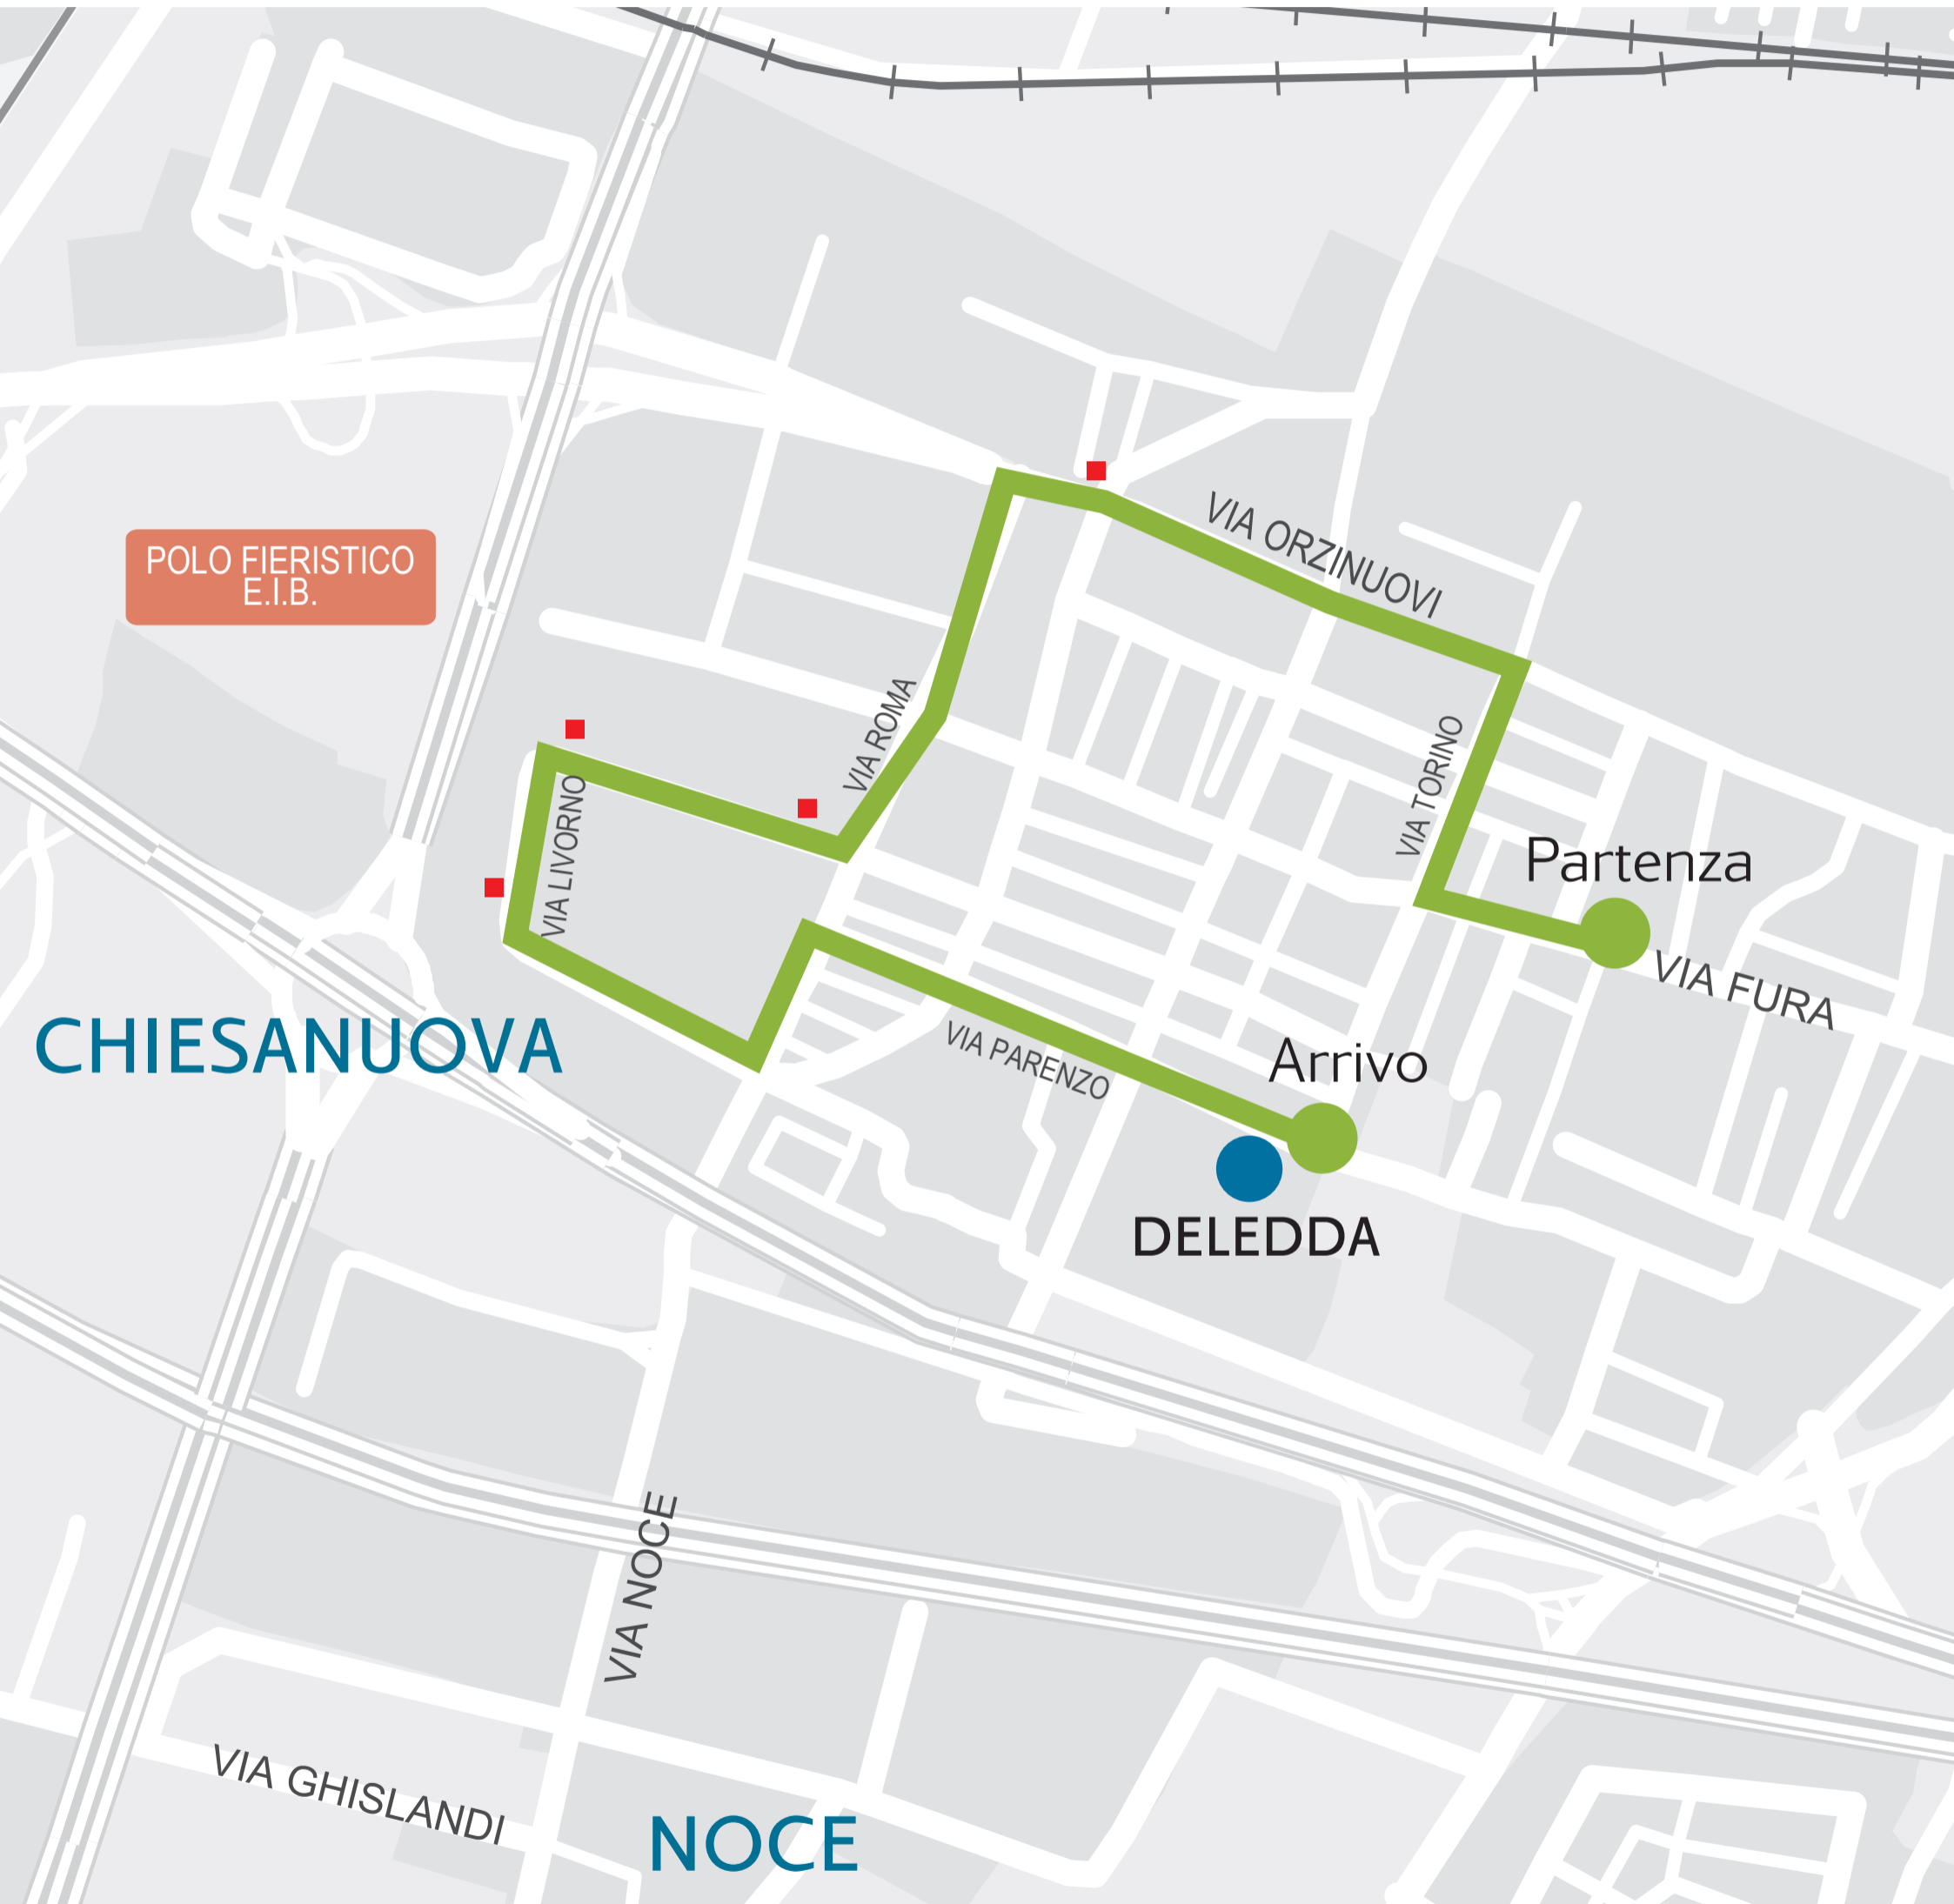 VIA ORZINUOVI
POLO FIERISTICO
E.I.B.
VIA ROMA
VIA TORINO
VIA LIVORNO
Partenza
VIA FURA
CHIESANUOVA
VIA PARENZO
Arrivo
DELEDDA
VIA NOCE
VIA GHISLANDI
NOCE